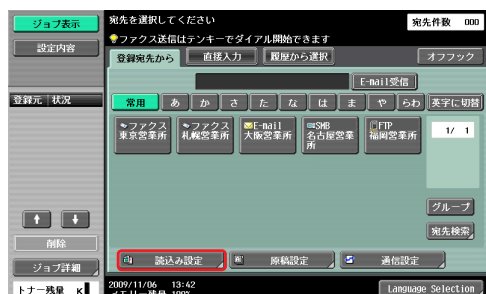 ジョブ表示
設定内容
宛先を選択してください
宛先件数 000
ファクス送信はテンキーでダイアル開始できます
登録宛先から
直接入力
履歴から選択
オフフック
E-mail受信
登録元 状況
常用 あ か さ た な は ま や らわ 英字に切替
ファクス
東京営業所
ファクス
札幌営業所
E-mail
大阪営業所
SMB
名古屋営業
所
FTP
福岡営業所
1/ 1
グループ
宛先検索
削除
ジョブ詳細
読込み設定
原稿設定
通信設定
トナー残量 K
2009/11/06 13:42
Language Selection